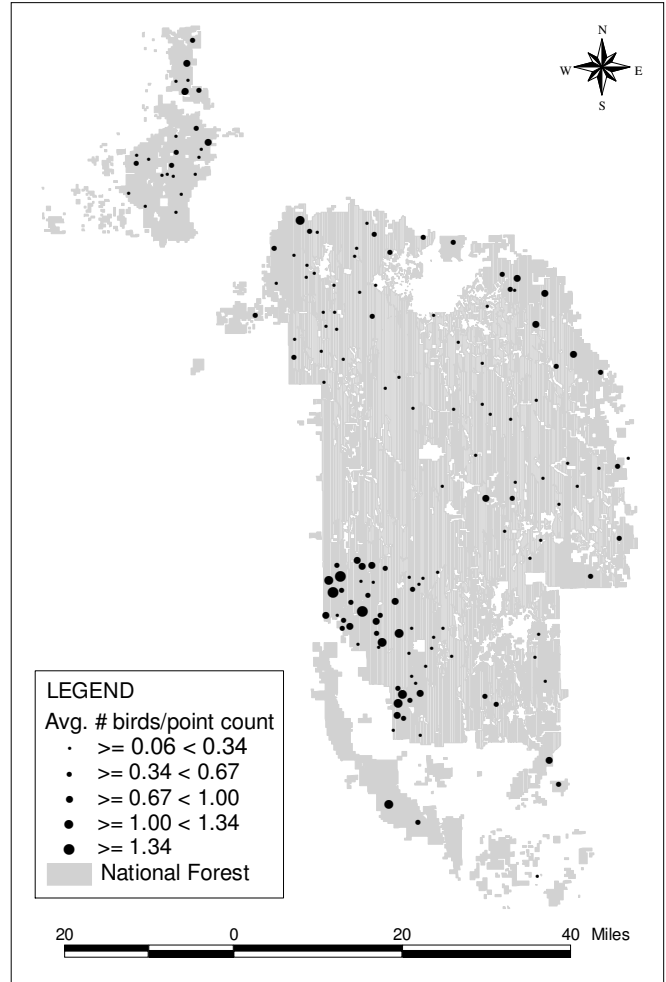 N
W E
S
LEGEND
Avg. # birds/point count
>= 0.06 < 0.34
>= 0.34 < 0.67
>= 0.67 < 1.00
>= 1.00 < 1.34
>= 1.34
National Forest
20 0 20 40 Miles